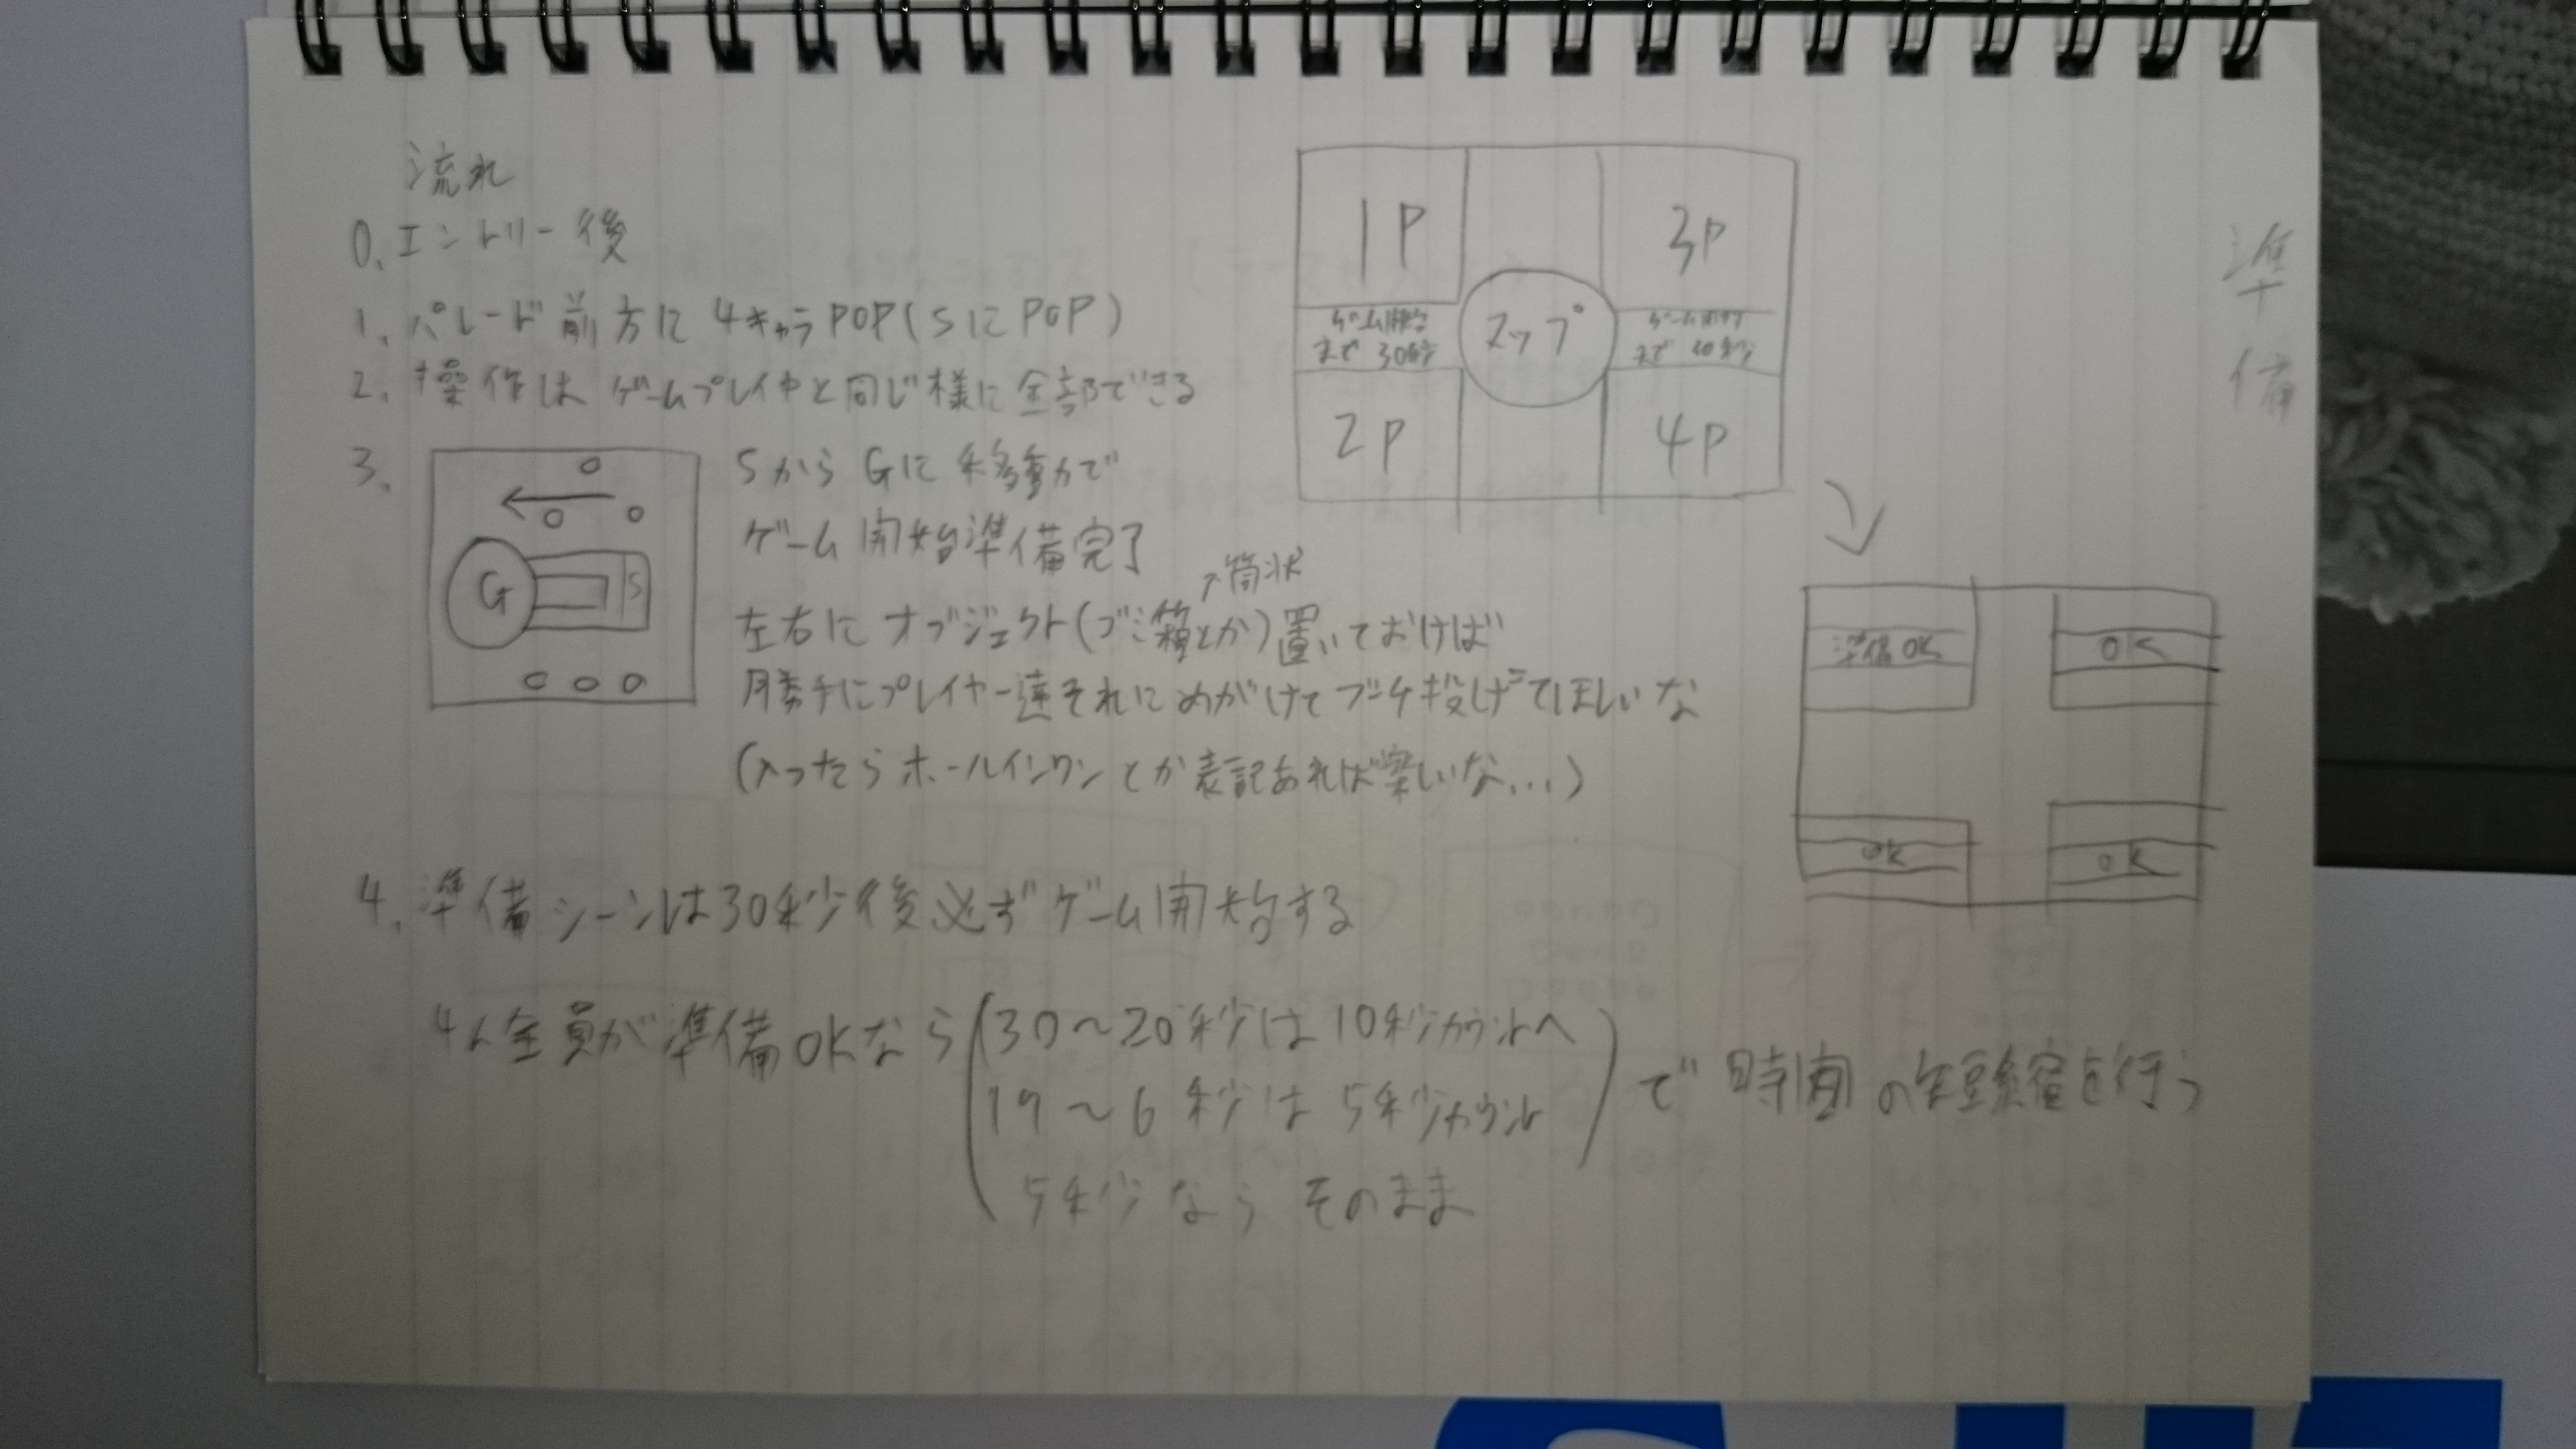 準備
流れ
0. エントリー後
1. パレード前方に4キャラPOP(SにPOP)
2. 操作はゲームプレイ中と同じ様に全部できる
3.
G
S
SからGに移動で
ゲーム開始準備完了
↗筒状
左右にオブジェクト(ゴミ箱とか)置いておけば
勝手にプレイヤー達それにめがけてブーケ投げてほしいな
(入ったらホールインワンとか表記あれば楽しいな...)
4. 準備シーンは30秒後必ずゲーム開始する
4人全員が準備OKなら
30〜20秒は10秒カウントへ
19〜6秒は5秒カウント
5秒ならそのまま
で時間の短縮を行う
1P
3P
ゲーム開始
まで 30秒
マップ
ゲーム開始
まで 30秒
2P
4P
準備OK
OK
OK
OK